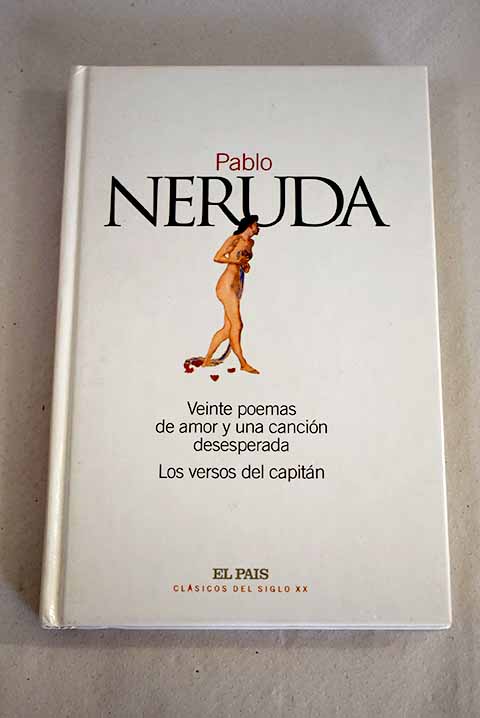 Pablo
NERUDA
Veinte poemas
de amor y una canción
desesperada
Los versos del capitán
EL PAIS
CLÁSICOS DEL SIGLO XX